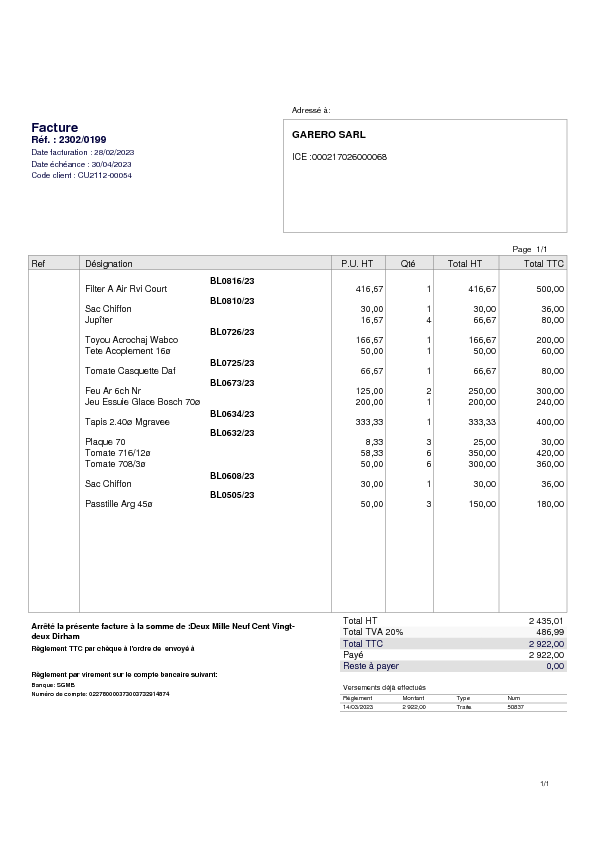 Adressé à:
Facture
Réf. : 2302/0199
Date facturation : 28/02/2023
Date échéance : 30/04/2023
Code client : CU2112-00054
GARERO SARL
ICE :000217026000068
Page 1/1
Ref Désignation P.U. HT Qté Total HT Total TTC
BL0816/23
Filter A Air Rvi Court 416,67 1 416,67 500,00
BL0810/23
Sac Chiffon 30,00 1 30,00 36,00
Jupîter 16,67 4 66,67 80,00
BL0726/23
Toyou Acrochaj Wabco 166,67 1 166,67 200,00
Tete Acoplement 16ø 50,00 1 50,00 60,00
BL0725/23
Tomate Casquette Daf 66,67 1 66,67 80,00
BL0673/23
Feu Ar 6ch Nr 125,00 2 250,00 300,00
Jeu Essuie Glace Bosch 70ø 200,00 1 200,00 240,00
BL0634/23
Tapis 2.40ø Mgravee 333,33 1 333,33 400,00
BL0632/23
Plaque 70 8,33 3 25,00 30,00
Tomate 716/12ø 58,33 6 350,00 420,00
Tomate 708/3ø 50,00 6 300,00 360,00
BL0608/23
Sac Chiffon 30,00 1 30,00 36,00
BL0505/23
Passtille Arg 45ø 50,00 3 150,00 180,00
Arrêté la présente facture à la somme de :Deux Mille Neuf Cent Vingt-
deux Dirham
Règlement TTC par chèque à l'ordre de envoyé à
Règlement par virement sur le compte bancaire suivant:
Banque: SGMB
Numéro de compte:
Total HT 2 435,01
Total TVA 20% 486,99
Total TTC 2 922,00
Payé 2 922,00
Reste à payer 0,00
Versements déjà effectués
Règlement Montant Type Num
14/03/2023 2 922,00 Traite 50837
1/1